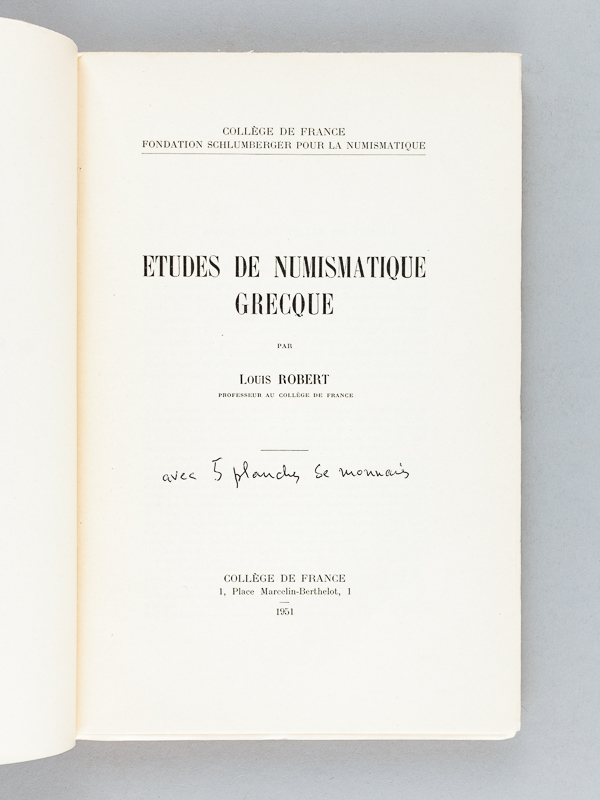 COLLÈGE DE FRANCE
FONDATION SCHLUMBERGER POUR LA NUMISMATIQUE
ETUDES DE NUMISMATIQUE
GRECQUE
PAR
LOUIS ROBERT
PROFESSEUR AU COLLÈGE DE FRANCE
avec 5 planches de monnaies
COLLÈGE DE FRANCE
1, Place Marcelin-Berthelot, 1
1951